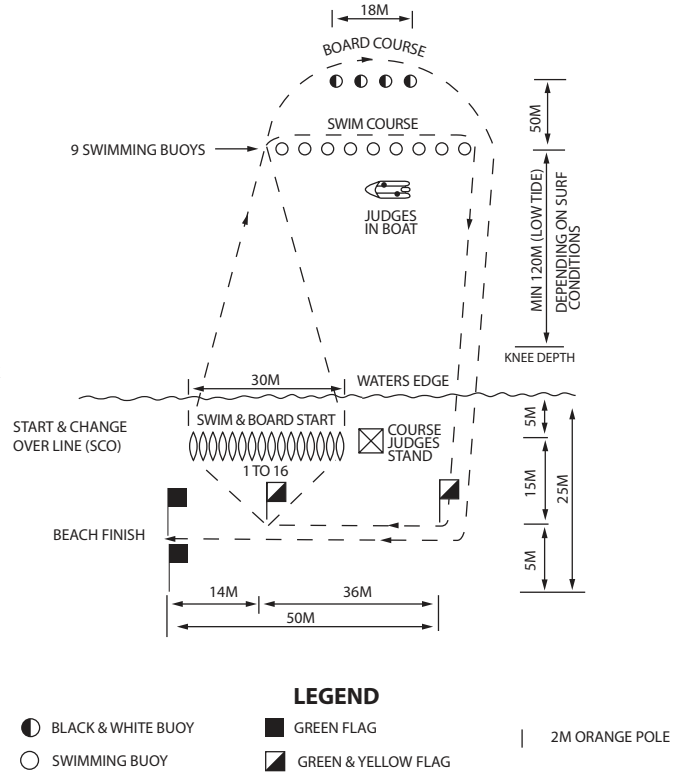 18M
BOARD COURSE
50M
SWIM COURSE
9 SWIMMING BUOYS
JUDGES
IN BOAT
MIN 120M (LOW TIDE)
DEPENDING ON SURF
CONDITIONS
KNEE DEPTH
30M
WATERS EDGE
START & CHANGE
OVER LINE (SCO)
SWIM & BOARD START
COURSE
JUDGES
STAND
5M
1 TO 16
15M
25M
BEACH FINISH
5M
14M
36M
50M
LEGEND
BLACK & WHITE BUOY
GREEN FLAG
2M ORANGE POLE
SWIMMING BUOY
GREEN & YELLOW FLAG